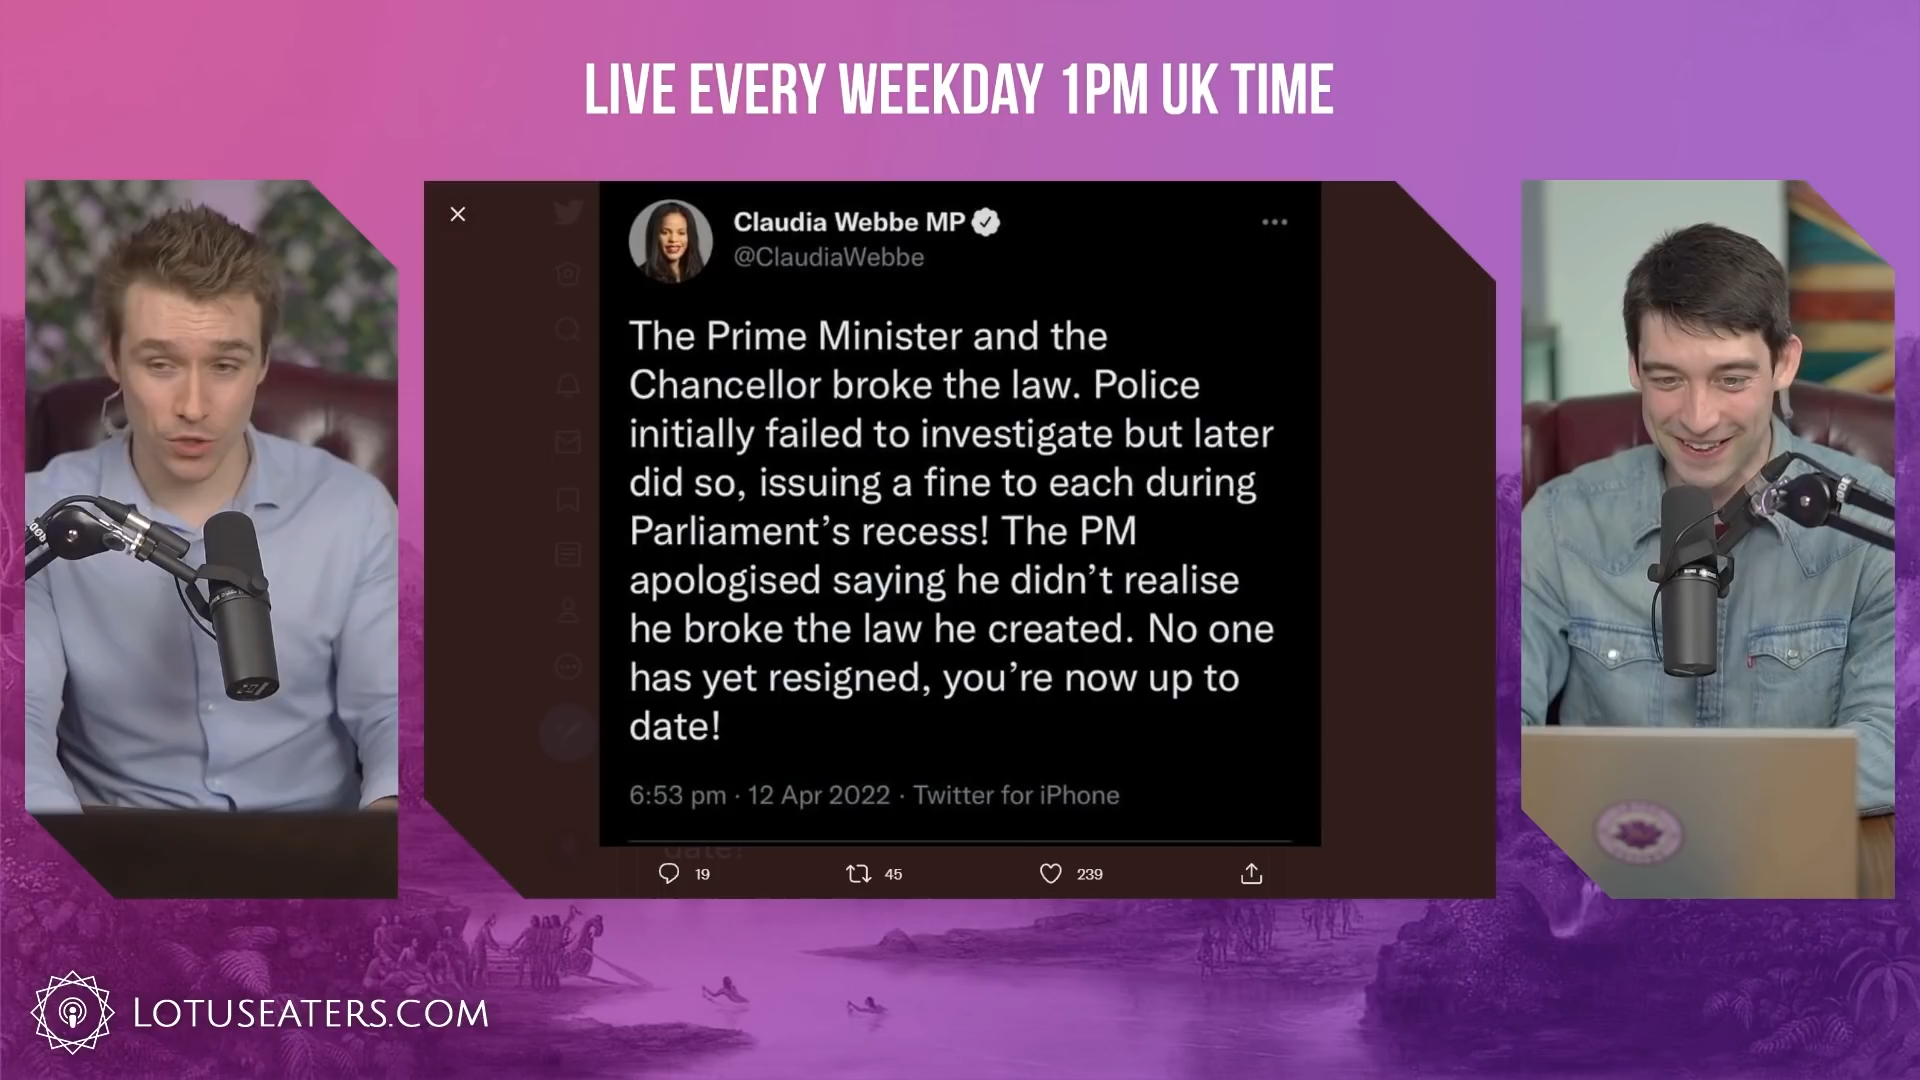 LIVE EVERY WEEKDAY 1PM UK TIME
Claudia Webbe MP
@ClaudiaWebbe
The Prime Minister and the
Chancellor broke the law. Police
initially failed to investigate but later
did so, issuing a fine to each during
Parliament’s recess! The PM
apologised saying he didn’t realise
he broke the law he created. No one
has yet resigned, you’re now up to
date!
6:53 pm · 12 Apr 2022 · Twitter for iPhone
date!
19 45 239
LOTUSEATERS.COM